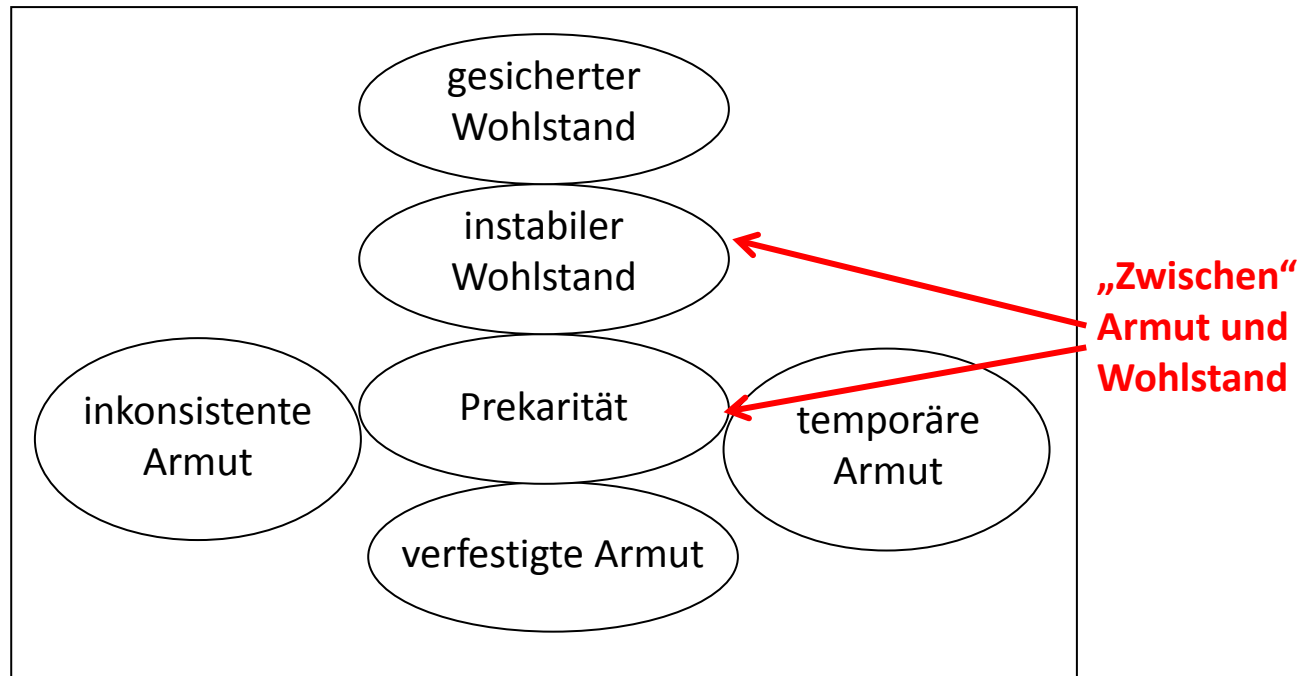 gesicherter
Wohlstand
instabiler
Wohlstand
„Zwischen“
Armut und
Wohlstand
inkonsistente
Armut
Prekarität
temporäre
Armut
verfestigte Armut